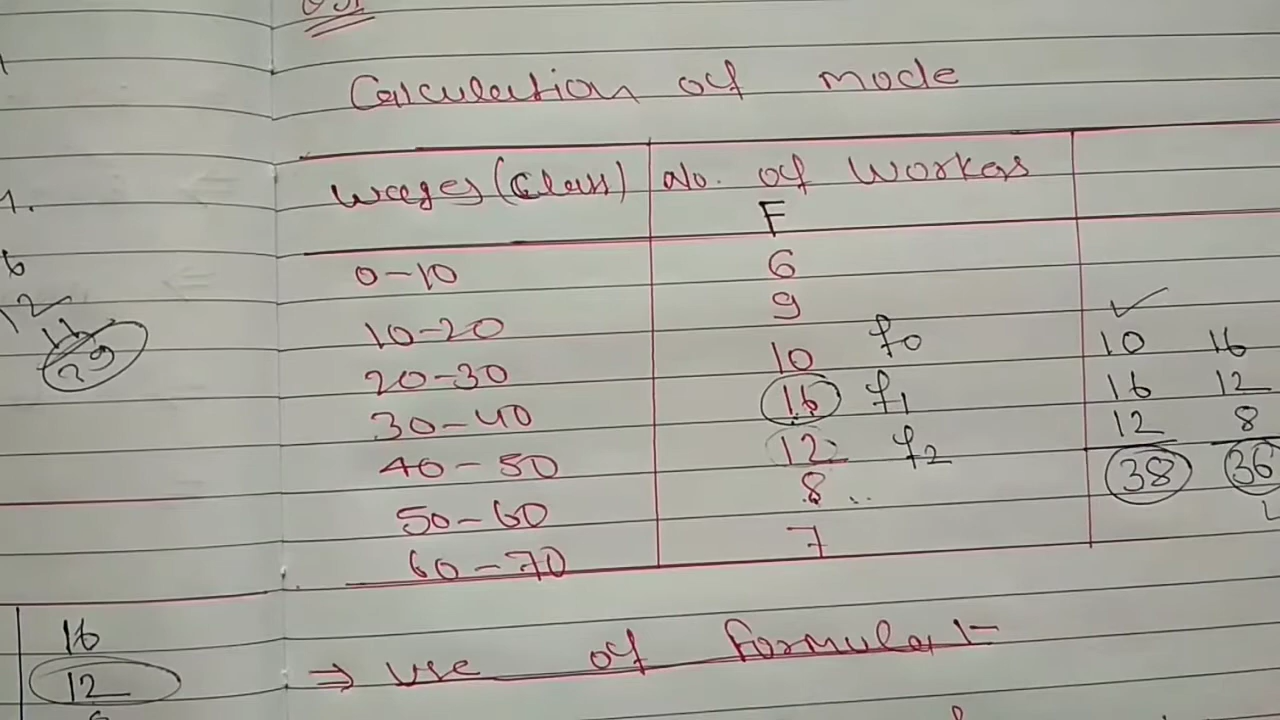 Calculation of mode
Wages (Class) No. of Workers
F
0-10 6
10-20 9
20-30 10 f0 10 16
30-40 16 f1 16 12
40-50 12 f2 12 8
50-60 8 .. 38 36
60-70 7
16
12
⇒ Use of Formula :-